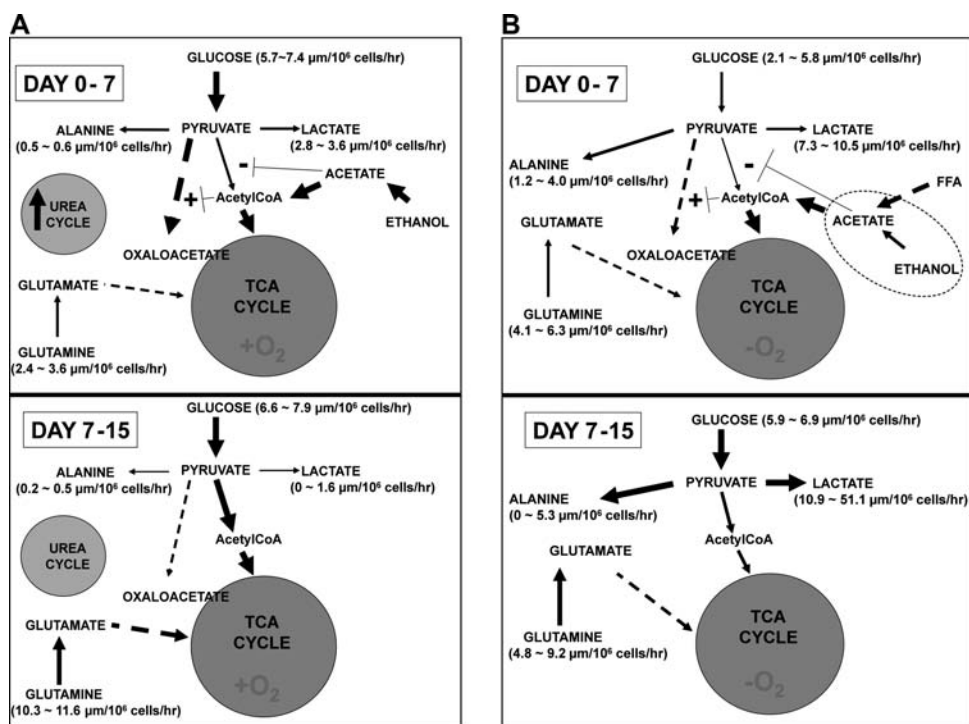 A
GLUCOSE (5.7~7.4 µm/10⁶ cells/hr)
DAY 0 - 7
ALANINE
(0.5 ~ 0.6 µm/10⁶ cells/hr)
PYRUVATE
LACTATE
(2.8 ~ 3.6 µm/10⁶ cells/hr)
-
ACETATE
+
AcetylCoA
ETHANOL
UREA
CYCLE
OXALOACETATE
GLUTAMATE
TCA
CYCLE
+O₂
GLUTAMINE
(2.4 ~ 3.6 µm/10⁶ cells/hr)
GLUCOSE (6.6 ~ 7.9 µm/10⁶ cells/hr)
DAY 7 -15
ALANINE
(0.2 ~ 0.5 µm/10⁶ cells/hr)
PYRUVATE
LACTATE
(0 ~ 1.6 µm/10⁶ cells/hr)
UREA
CYCLE
AcetylCoA
OXALOACETATE
GLUTAMATE
TCA
CYCLE
+O₂
GLUTAMINE
(10.3 ~ 11.6 µm/10⁶ cells/hr)
B
GLUCOSE (2.1 ~ 5.8 µm/10⁶ cells/hr)
DAY 0 - 7
PYRUVATE
LACTATE
(7.3 ~ 10.5 µm/10⁶ cells/hr)
ALANINE
(1.2 ~ 4.0 µm/10⁶ cells/hr)
-
FFA
+
AcetylCoA
ACETATE
GLUTAMATE
OXALOACETATE
ETHANOL
TCA
CYCLE
-O₂
GLUTAMINE
(4.1 ~ 6.3 µm/10⁶ cells/hr)
DAY 7 -15
GLUCOSE (5.9 ~ 6.9 µm/10⁶ cells/hr)
PYRUVATE
LACTATE
(10.9 ~ 51.1 µm/10⁶ cells/hr)
ALANINE
(0 ~ 5.3 µm/10⁶ cells/hr)
AcetylCoA
GLUTAMATE
TCA
CYCLE
-O₂
GLUTAMINE
(4.8 ~ 9.2 µm/10⁶ cells/hr)